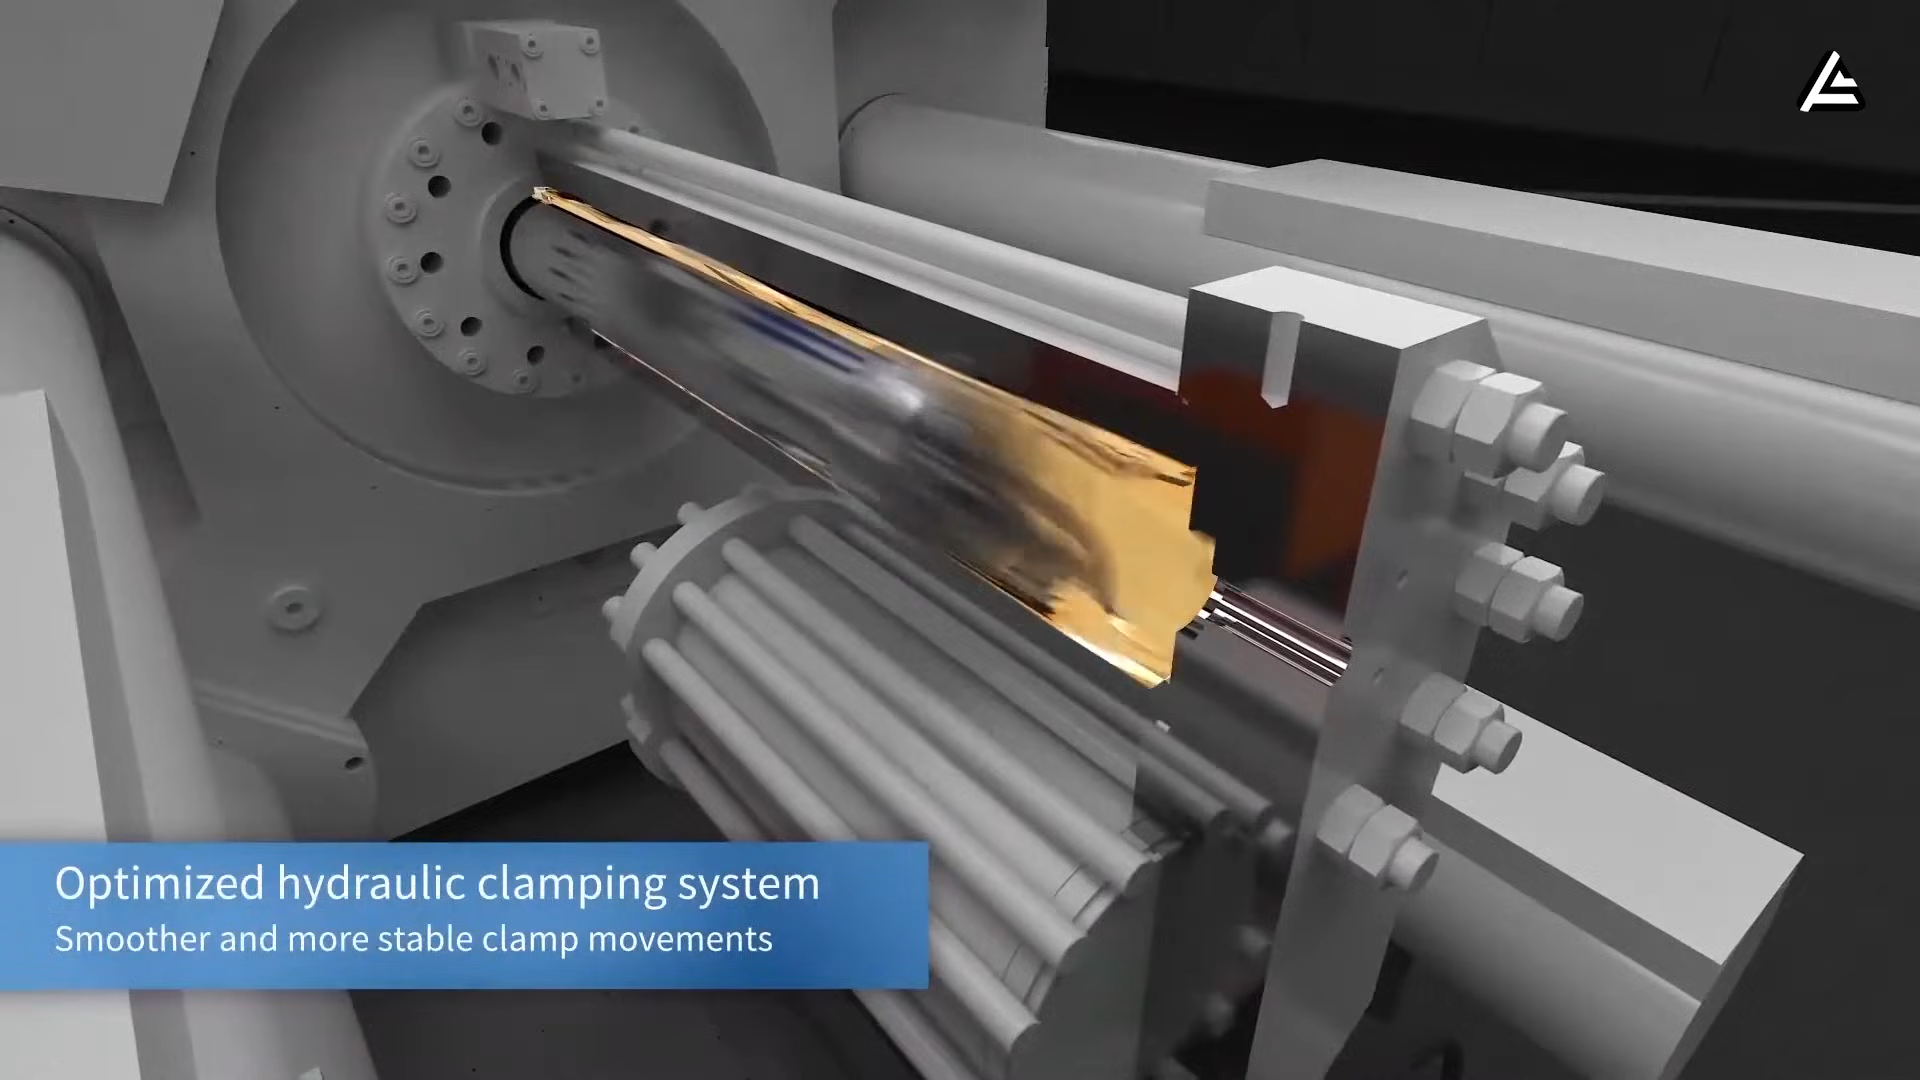 Optimized hydraulic clamping system
Smoother and more stable clamp movements